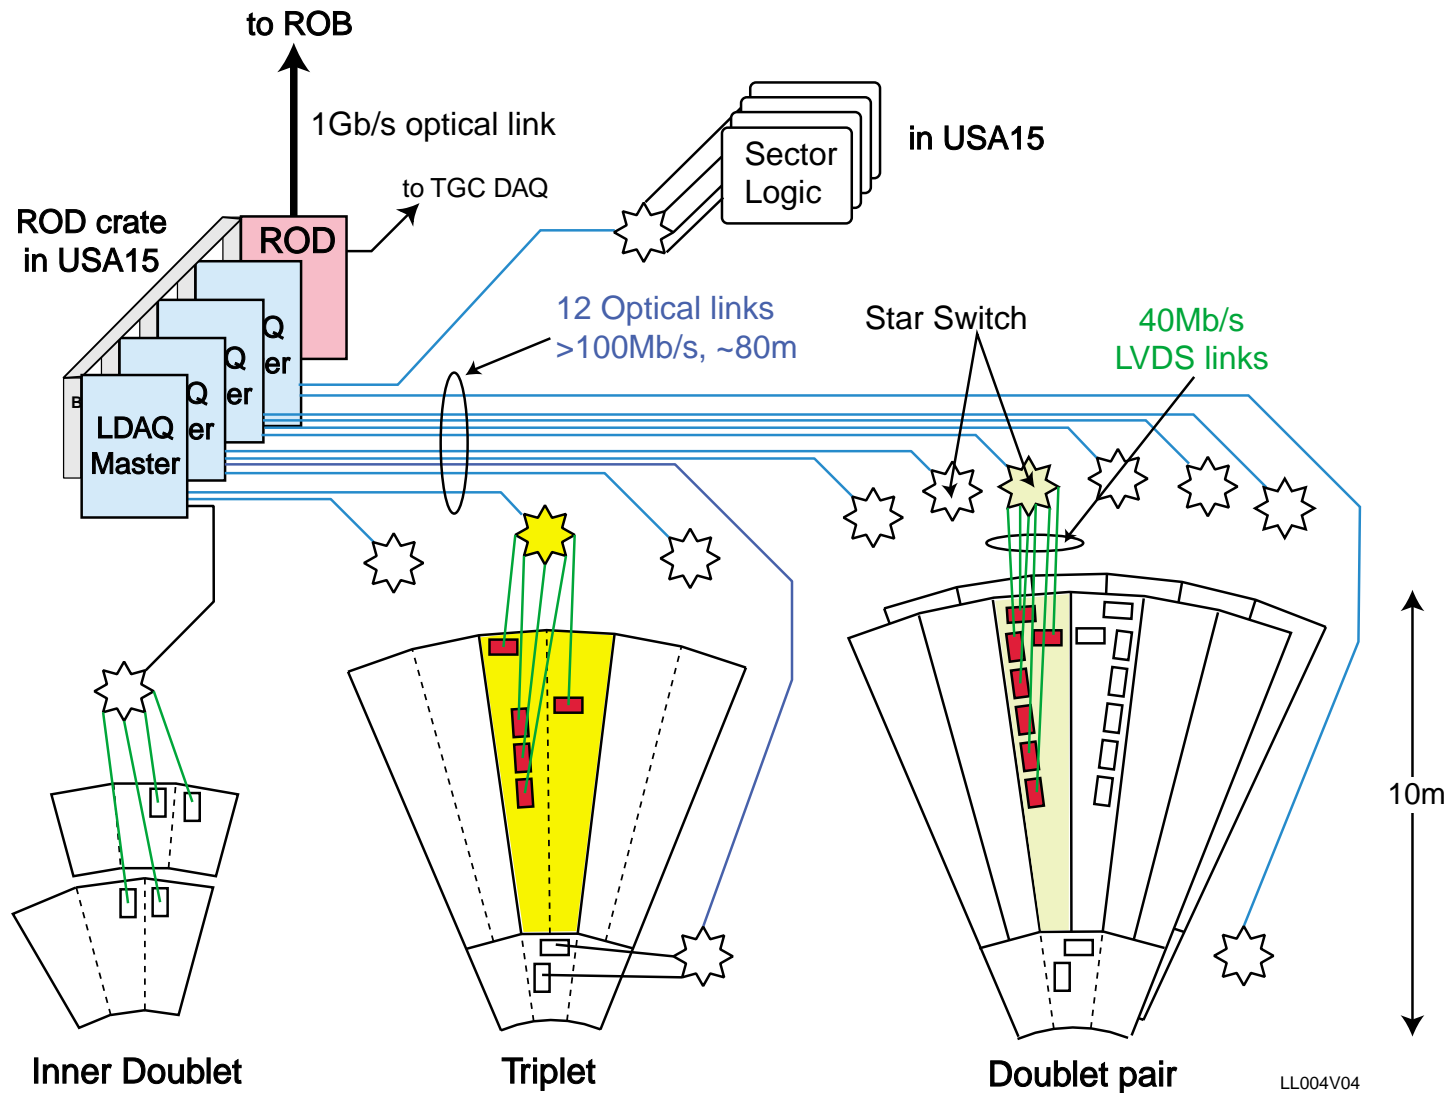 to ROB
1Gb/s optical link
to TGC DAQ
in USA15
Sector
Logic
ROD crate
in USA15
ROD
12 Optical links
>100Mb/s, ~80m
Star Switch
40Mb/s
LVDS links
Q
er
Q
er
Q
er
B
LDAQ
Master
10m
Inner Doublet
Triplet
Doublet pair
LL004V04